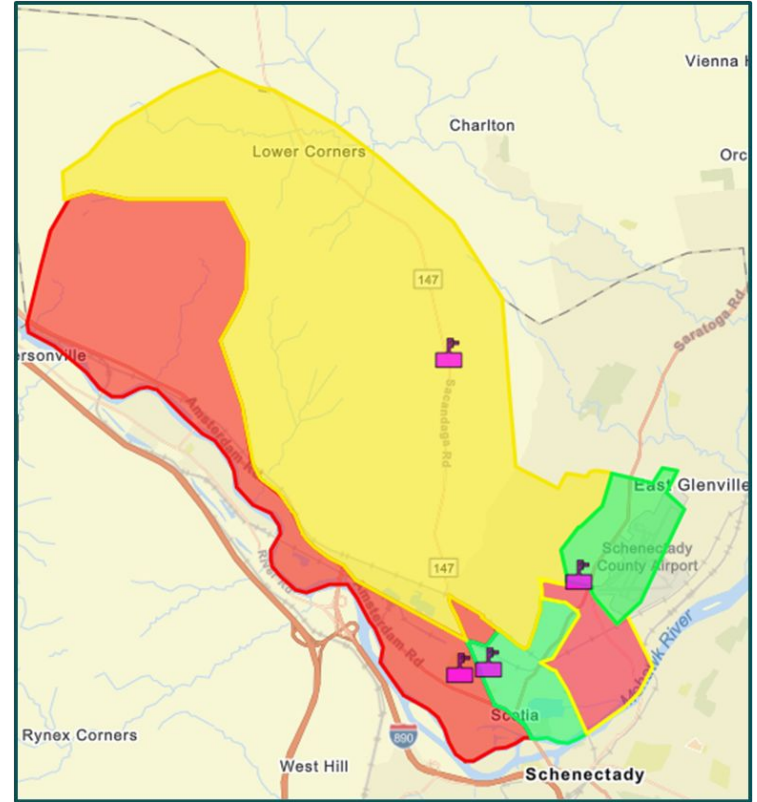 Vienna
Charlton
Orc
Lower Corners
147
Saratoga Rd
ersonville
Sacandaga Rd
Amsterdam R
East Glenville
Schenectady
County Airport
147
River Rd
Amsterdam Rd
Mohawk River
Scotia
Rynex Corners
890
West Hill
Schenectady